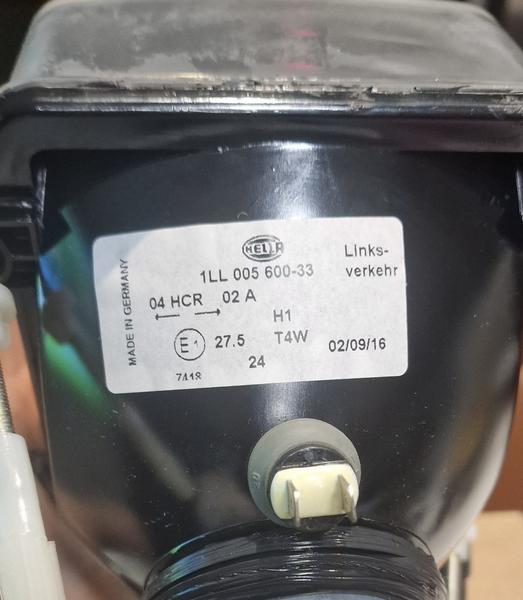 HELLA
1LL 005 600-33
Links-
verkehr
MADE IN GERMANY
04 HCR 02 A
H1
E1 27.5 T4W 02/09/16
7418 24